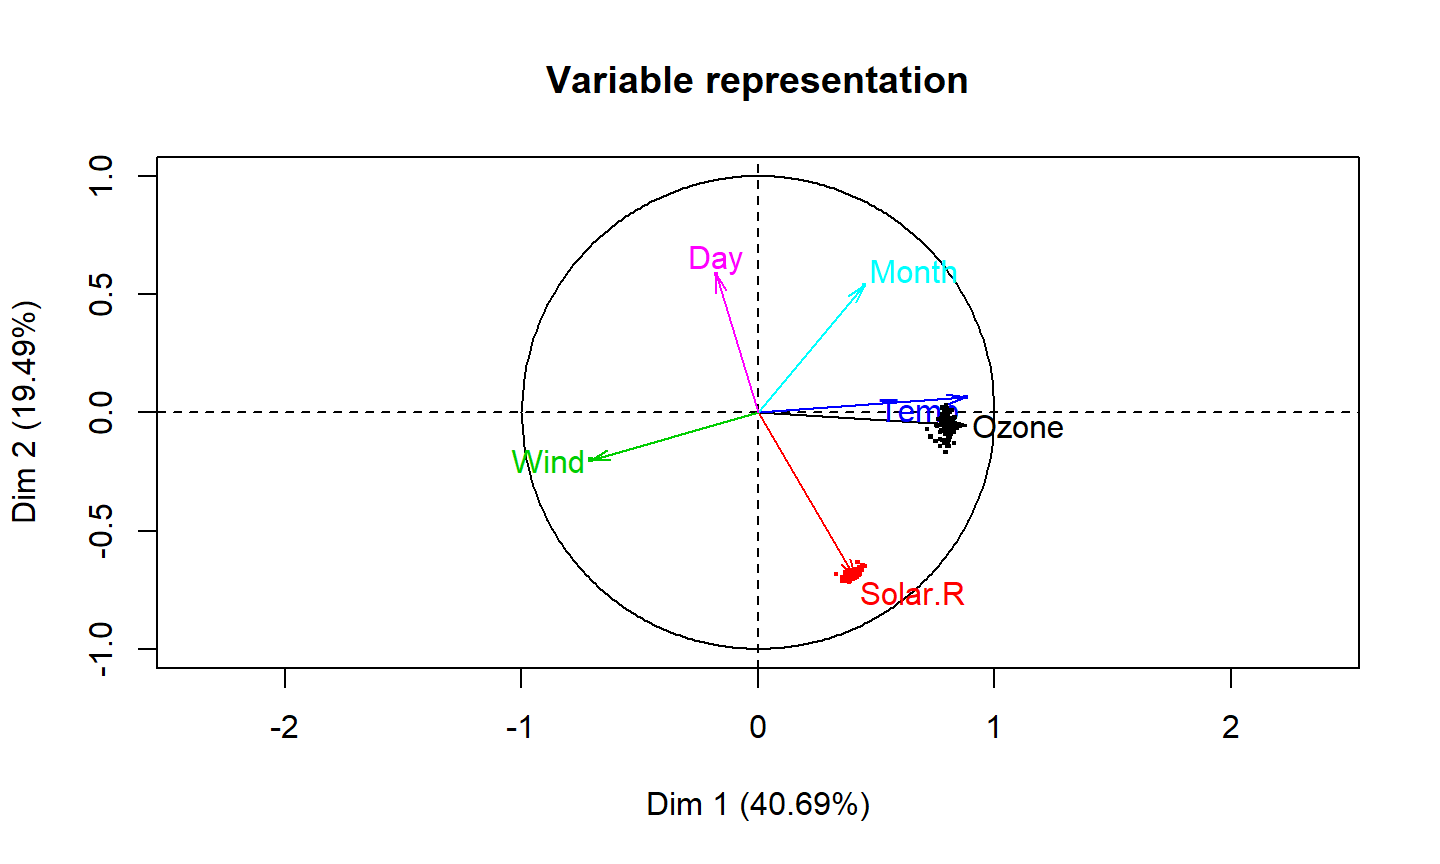 Variable representation
1.0
0.5
0.0
-0.5
-1.0
Dim 2 (19.49%)
Day
Month
Temp
Ozone
Wind
Solar.R
-2
-1
0
1
2
Dim 1 (40.69%)